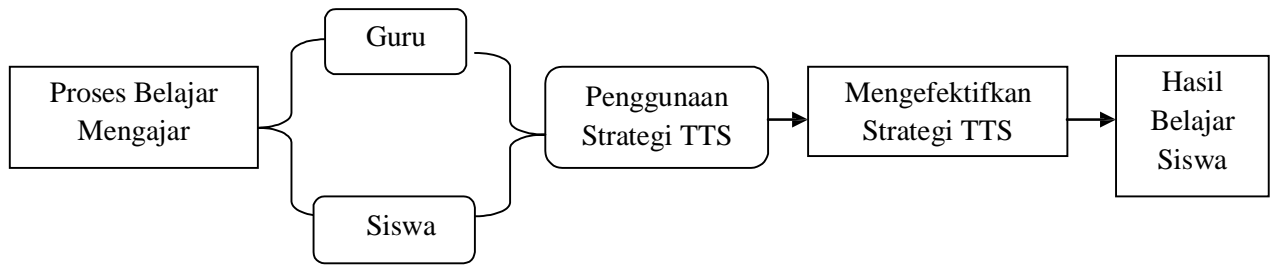 Proses Belajar
Mengajar
Guru
Siswa
Penggunaan
Strategi TTS
Mengefektifkan
Strategi TTS
Hasil
Belajar
Siswa